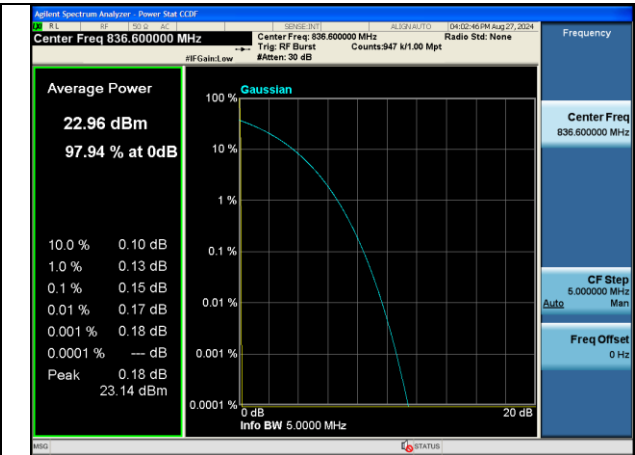 Agilent Spectrum Analyzer - Power Stat CCDF
RL RF 50 Ω AC SENSE:INT ALIGN AUTO 04:02:46 PM Aug 27, 2024
Center Freq 836.600000 MHz
Center Freq: 836.600000 MHz Radio Std: None
Trig: RF Burst Counts:947 k/1.00 Mpt
#IFGain:Low #Atten: 30 dB
Frequency
Average Power
22.96 dBm
97.94 % at 0dB
10.0 % 0.10 dB
1.0 % 0.13 dB
0.1 % 0.15 dB
0.01 % 0.17 dB
0.001 % 0.18 dB
0.0001 % --- dB
Peak 0.18 dB
23.14 dBm
Gaussian
100 %
10 %
1 %
0.1 %
0.01 %
0.001 %
0.0001 %
0 dB 20 dB
Info BW 5.0000 MHz
Center Freq
836.600000 MHz
CF Step
5.000000 MHz
Auto Man
Freq Offset
0 Hz
MSG STATUS